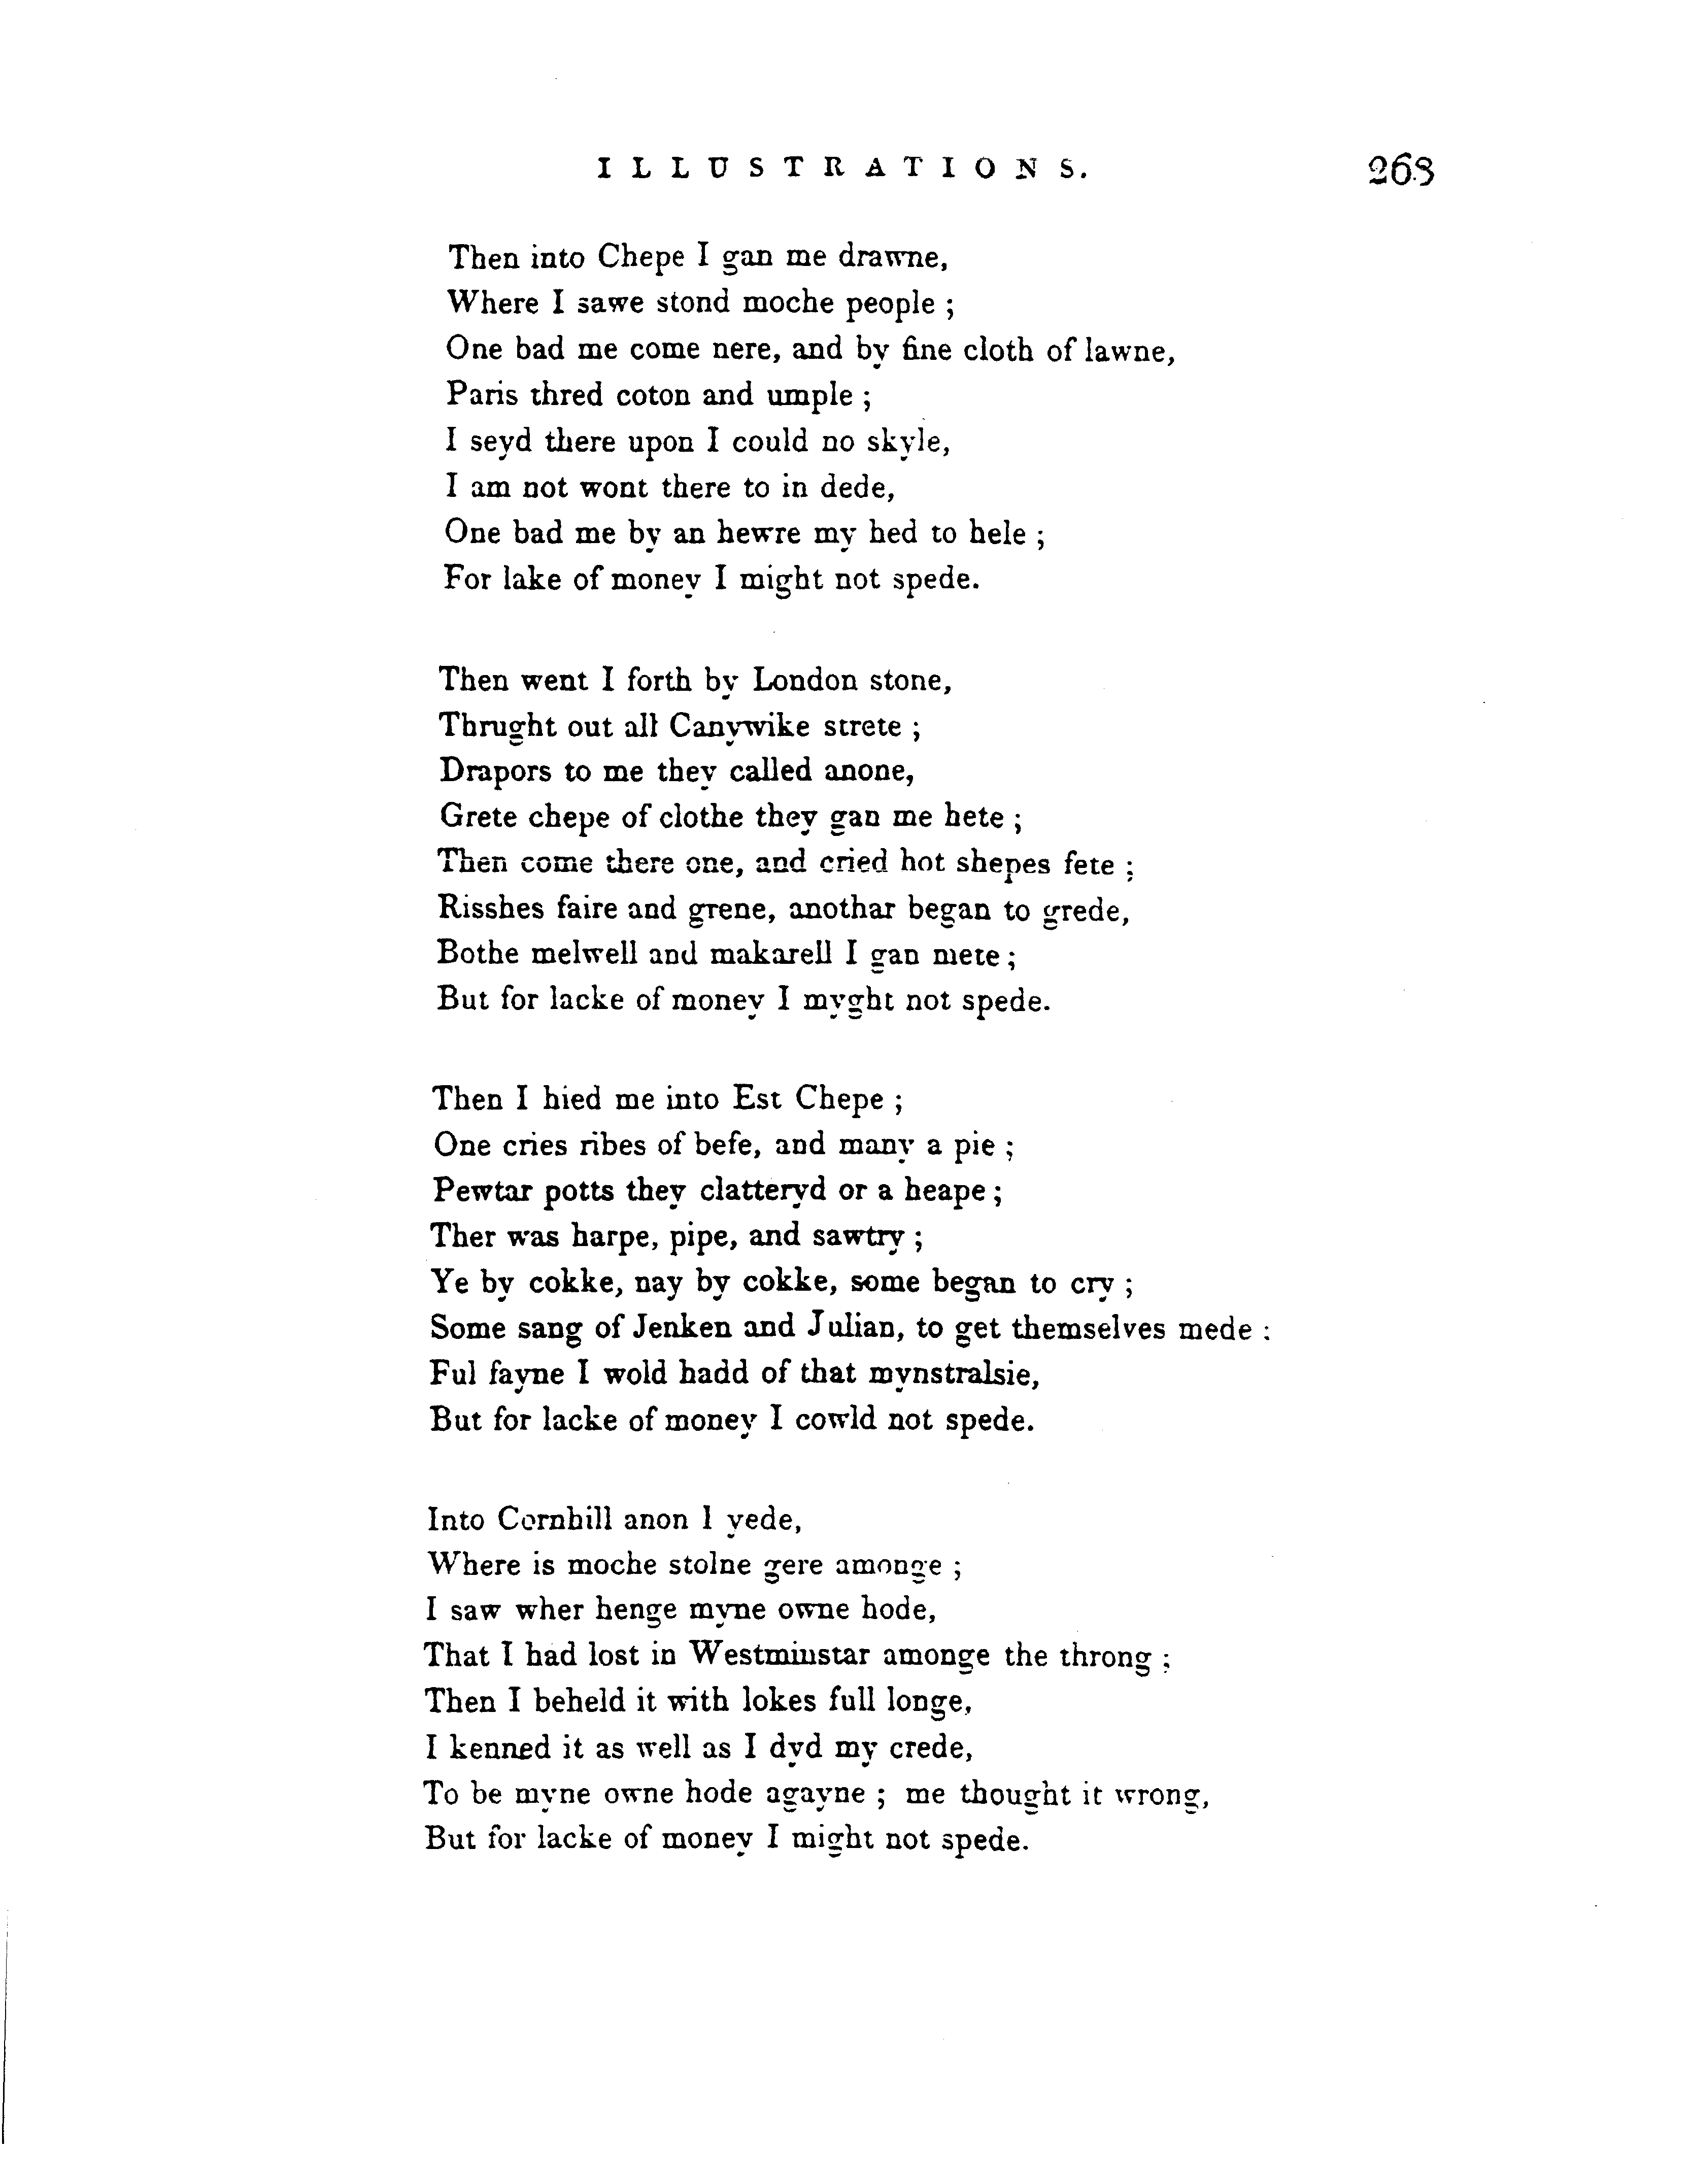 ILLUSTRATIONS. 263
Then into Chepe I gan me drawne,
Where I sawe stond moche people ;
One bad me come nere, and by fine cloth of lawne,
Paris thred coton and umple ;
I seyd there upon I could no skyle,
I am not wont there to in dede,
One bad me by an hewre my hed to hele ;
For lake of money I might not spede.
Then went I forth by London stone,
Thrught out all Canywike strete ;
Drapors to me they called anone,
Grete chepe of clothe they gan me hete ;
Then come there one, and cried hot shepes fete ;
Risshes faire and grene, anothar began to grede,
Bothe melwell and makarell I gan mete ;
But for lacke of money I myght not spede.
Then I hied me into Est Chepe ;
One cries ribes of befe, and many a pie ;
Pewtar potts they clatteryd or a heape ;
Ther was harpe, pipe, and sawtry ;
Ye by cokke, nay by cokke, some began to cry ;
Some sang of Jenken and Julian, to get themselves mede :
Ful fayne I wold hadd of that mynstralsie,
But for lacke of money I cowld not spede.
Into Cornhill anon I yede,
Where is moche stolne gere amonge ;
I saw wher henge myne owne hode,
That I had lost in Westminstar amonge the throng ;
Then I beheld it with lokes full longe,
I kenned it as well as I dyd my crede,
To be myne owne hode agayne ; me thought it wrong,
But for lacke of money I might not spede.